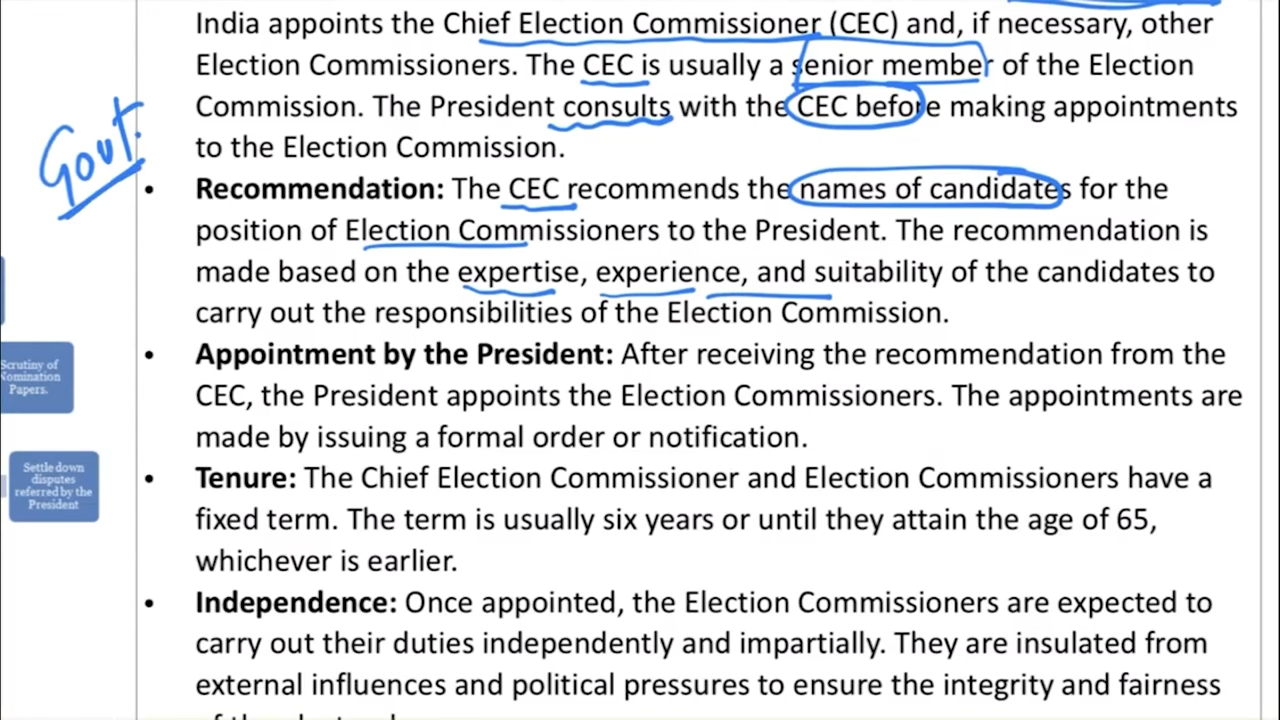 India appoints the Chief Election Commissioner (CEC) and, if necessary, other
Election Commissioners. The CEC is usually a senior member of the Election
Commission. The President consults with the CEC before making appointments
to the Election Commission.
Govt.
• Recommendation: The CEC recommends the names of candidates for the
position of Election Commissioners to the President. The recommendation is
made based on the expertise, experience, and suitability of the candidates to
carry out the responsibilities of the Election Commission.
• Appointment by the President: After receiving the recommendation from the
CEC, the President appoints the Election Commissioners. The appointments are
made by issuing a formal order or notification.
• Tenure: The Chief Election Commissioner and Election Commissioners have a
fixed term. The term is usually six years or until they attain the age of 65,
whichever is earlier.
• Independence: Once appointed, the Election Commissioners are expected to
carry out their duties independently and impartially. They are insulated from
external influences and political pressures to ensure the integrity and fairness
Scrutiny of
Nomination
Papers.
Settle down
disputes
referred by the
President